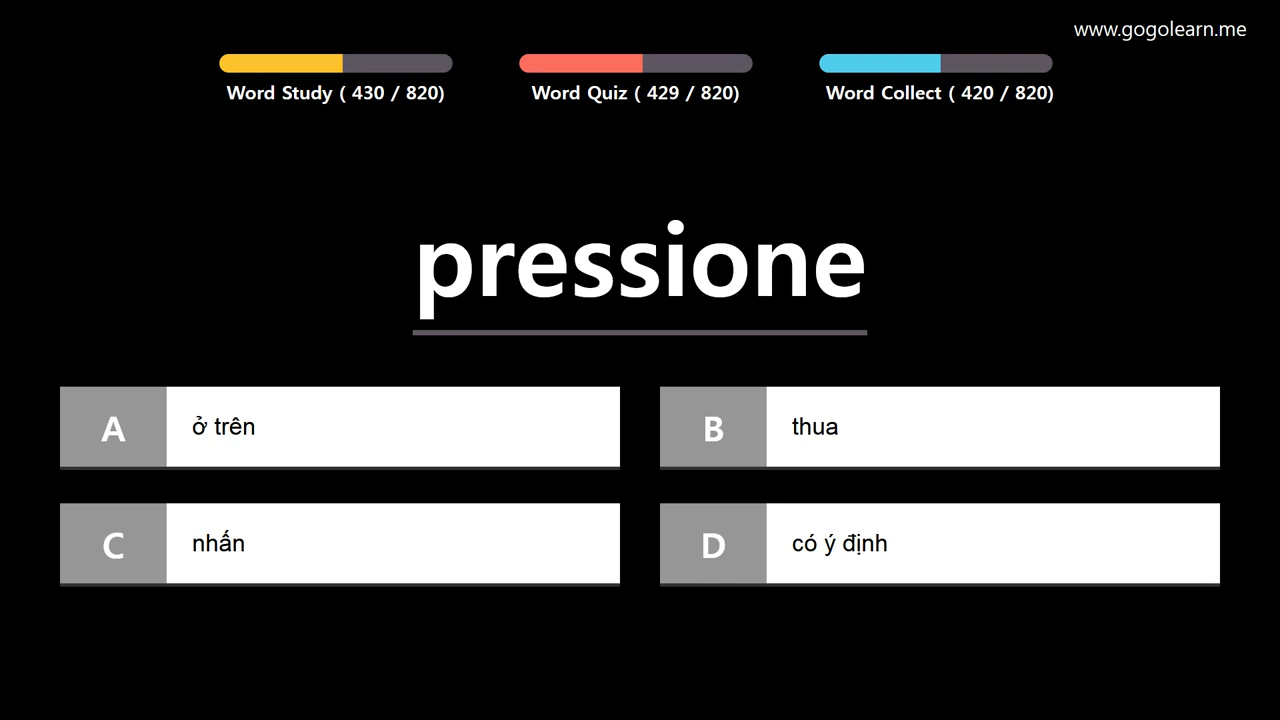 www.gogolearn.me
Word Study ( 430 / 820)
Word Quiz ( 429 / 820)
Word Collect ( 420 / 820)
pressione
A
ở trên
B
thua
C
nhấn
D
có ý định